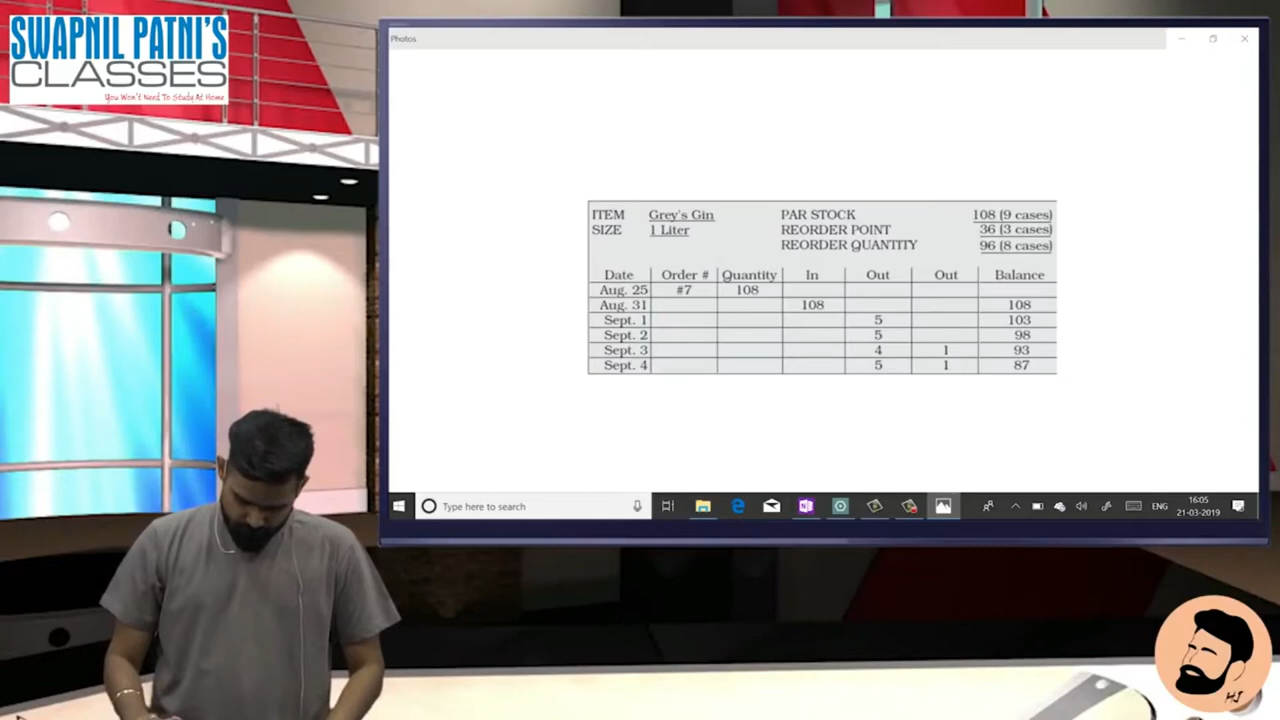 SWAPNIL PATNI'S
CLASSES
You Won't Need To Study At Home
Photos
ITEM Grey's Gin PAR STOCK 108 (9 cases)
SIZE 1 Liter REORDER POINT 36 (3 cases)
REORDER QUANTITY 96 (8 cases)
Date Order # Quantity In Out Out Balance
Aug. 25 #7 108
Aug. 31 108 108
Sept. 1 5 103
Sept. 2 5 98
Sept. 3 4 1 93
Sept. 4 5 1 87
Type here to search ENG 16:05
21-03-2019
HJ